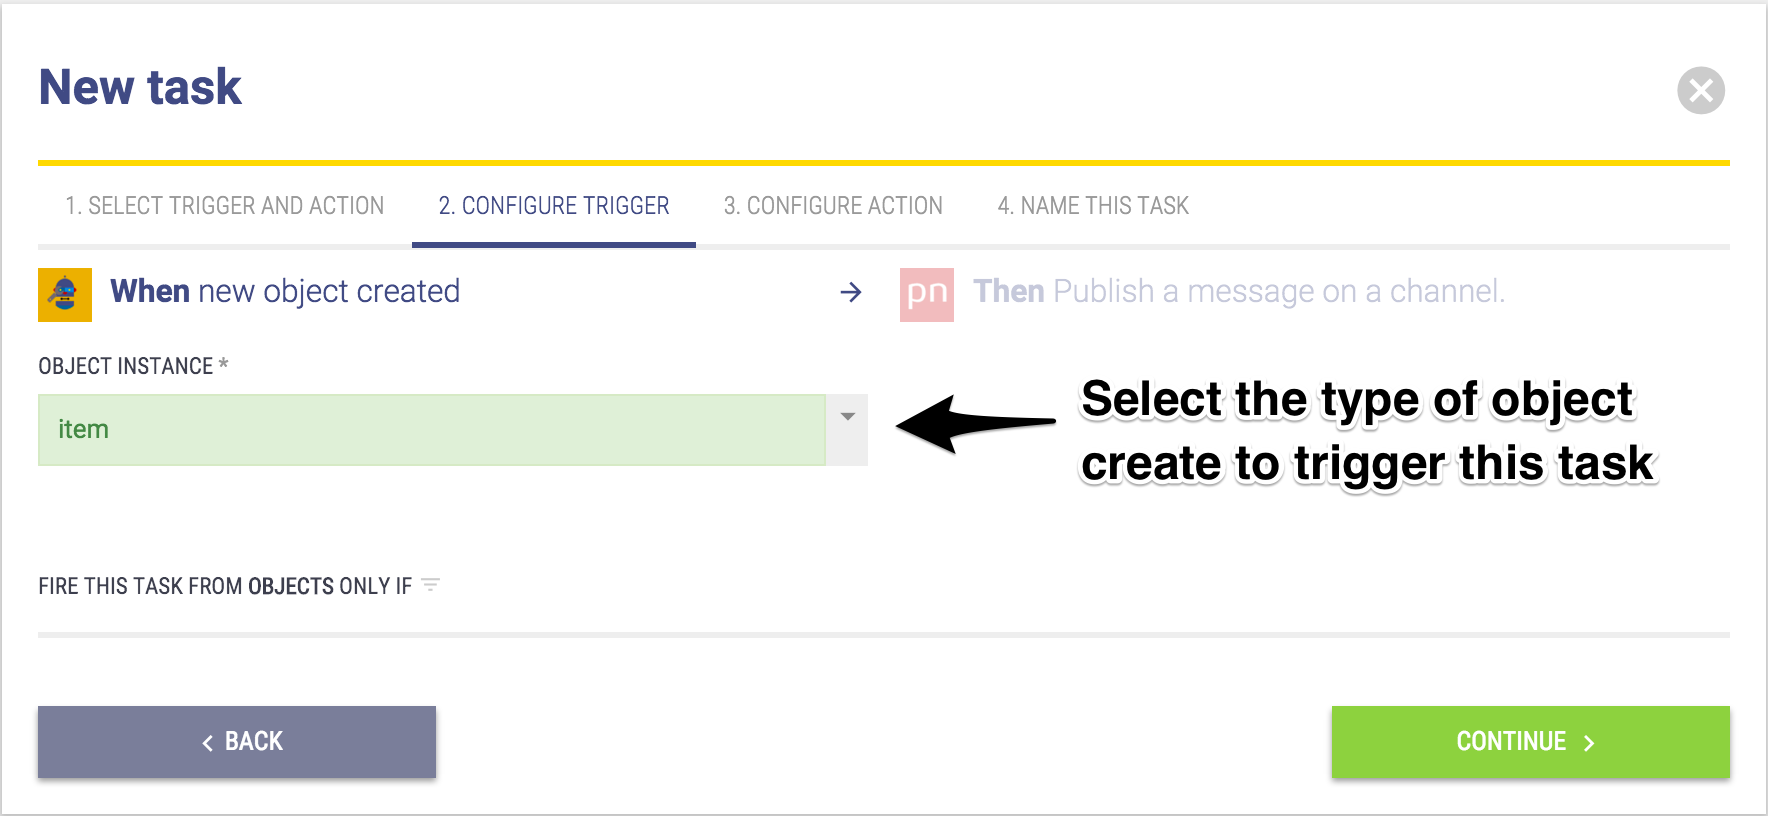 New task
1. SELECT TRIGGER AND ACTION
2. CONFIGURE TRIGGER
3. CONFIGURE ACTION
4. NAME THIS TASK
When new object created
pn
Then Publish a message on a channel.
OBJECT INSTANCE *
item
Select the type of object
create to trigger this task
FIRE THIS TASK FROM OBJECTS ONLY IF
BACK
CONTINUE